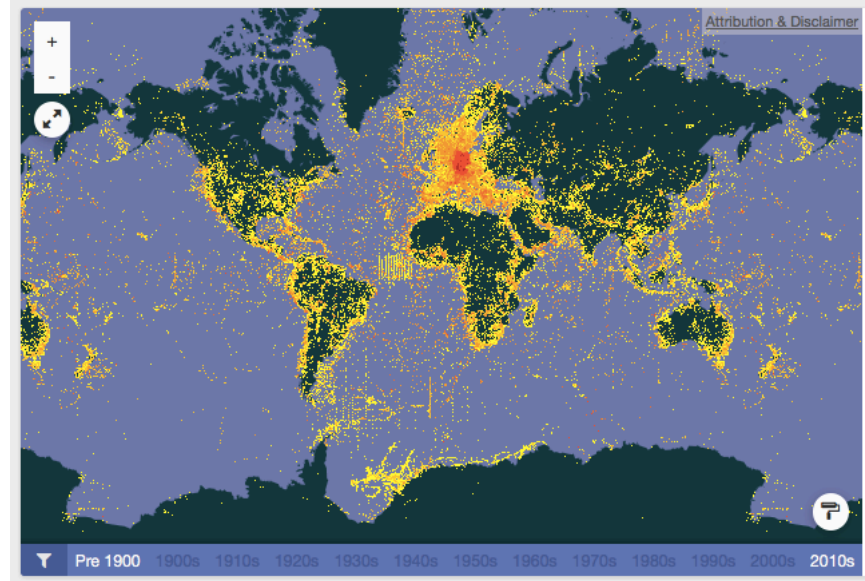 Attribution & Disclaimer
+
-
Pre 1900 1900s 1910s 1920s 1930s 1940s 1950s 1960s 1970s 1980s 1990s 2000s 2010s